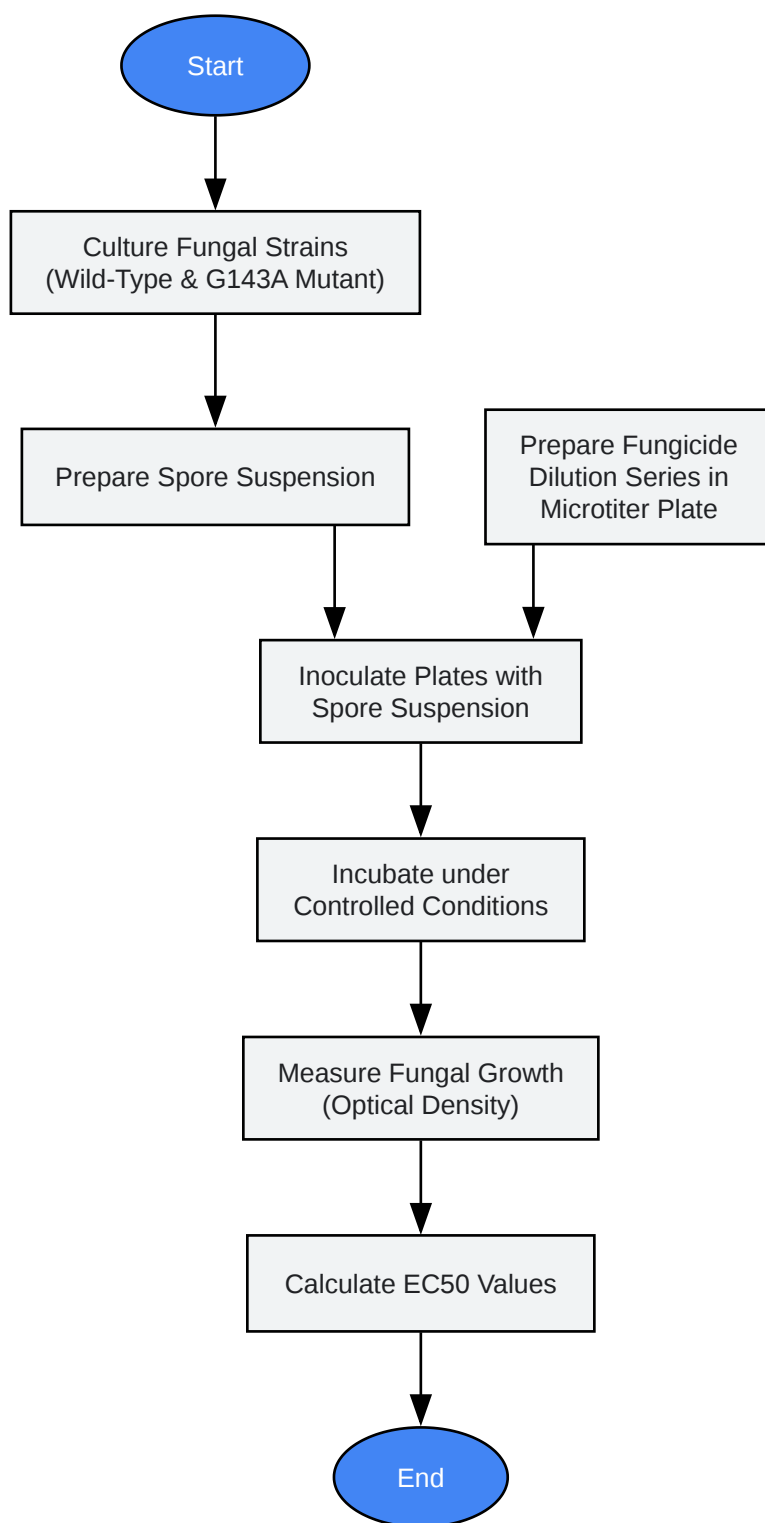 Start
Culture Fungal Strains
(Wild-Type & G143A Mutant)
Prepare Spore Suspension
Prepare Fungicide
Dilution Series in
Microtiter Plate
Inoculate Plates with
Spore Suspension
Incubate under
Controlled Conditions
Measure Fungal Growth
(Optical Density)
Calculate EC50 Values
End